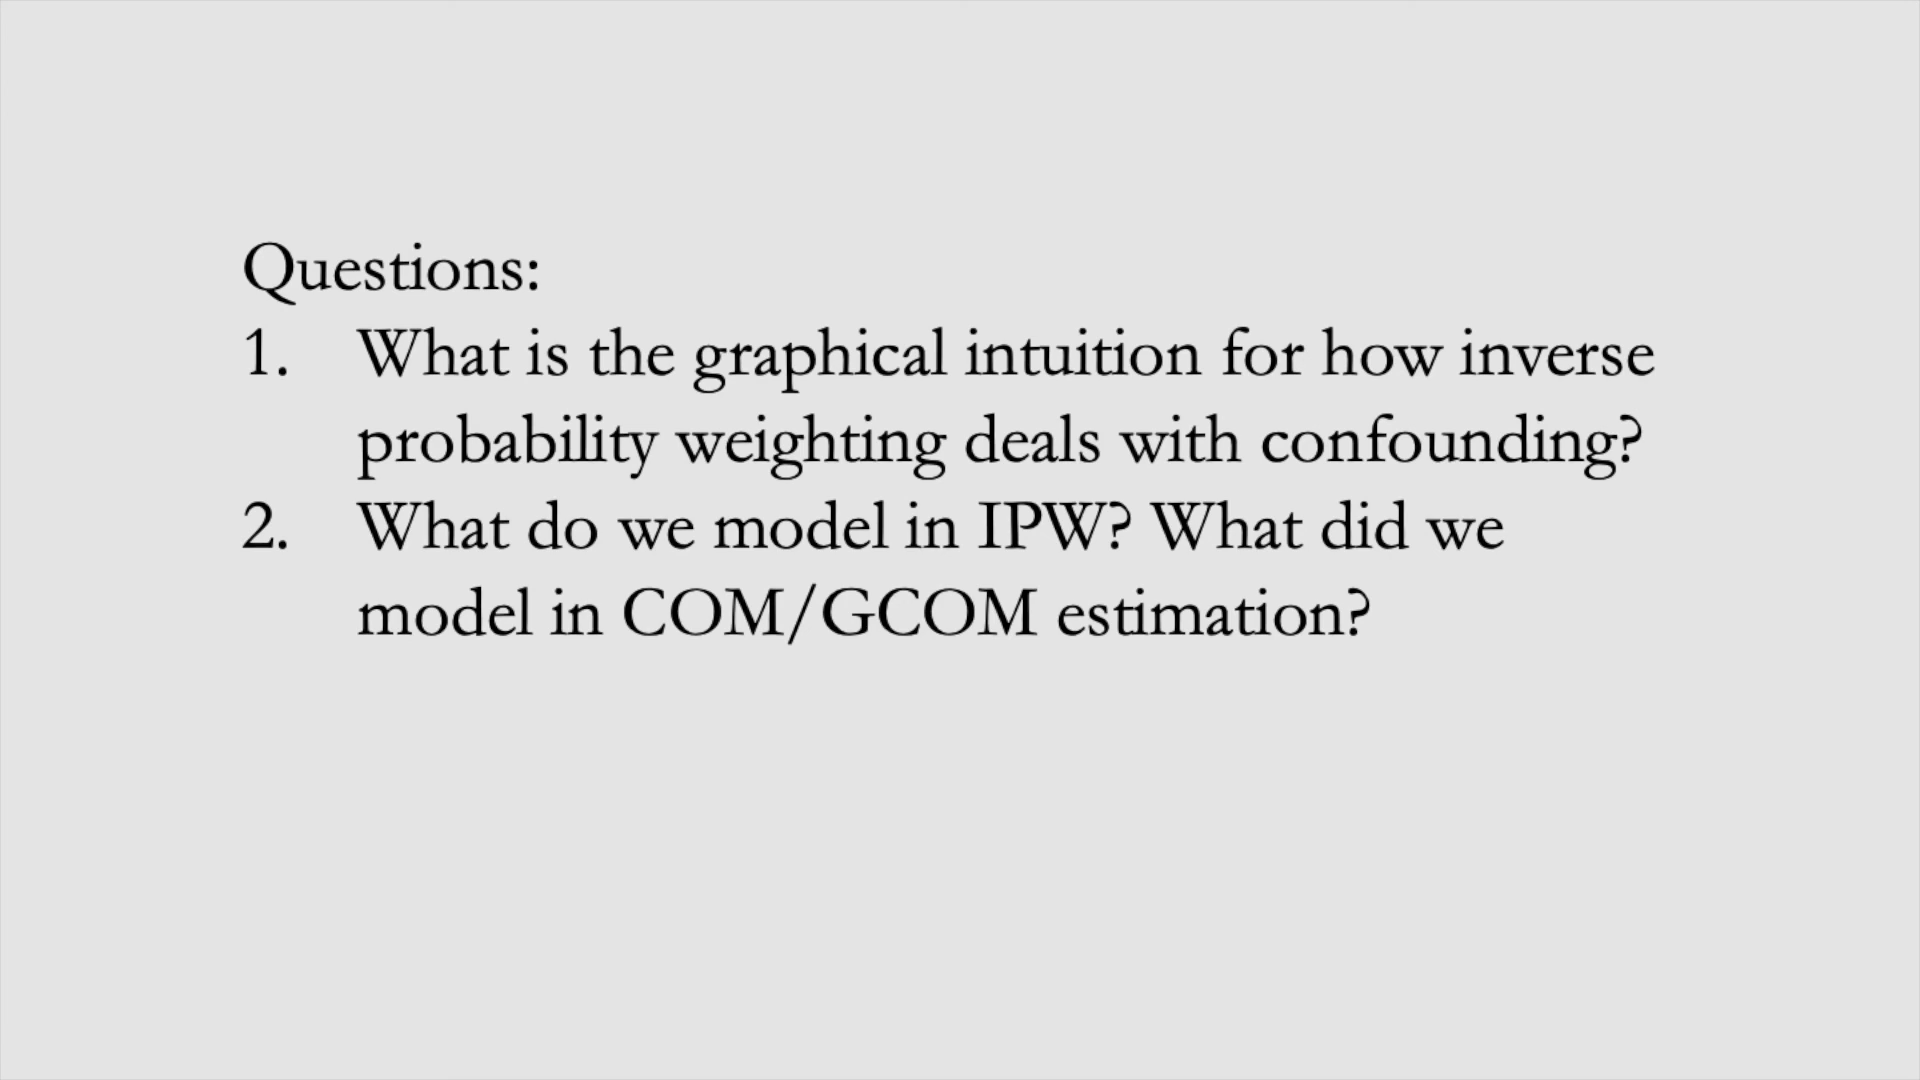 Questions:
1. What is the graphical intuition for how inverse
probability weighting deals with confounding?
2. What do we model in IPW? What did we
model in COM/GCOM estimation?